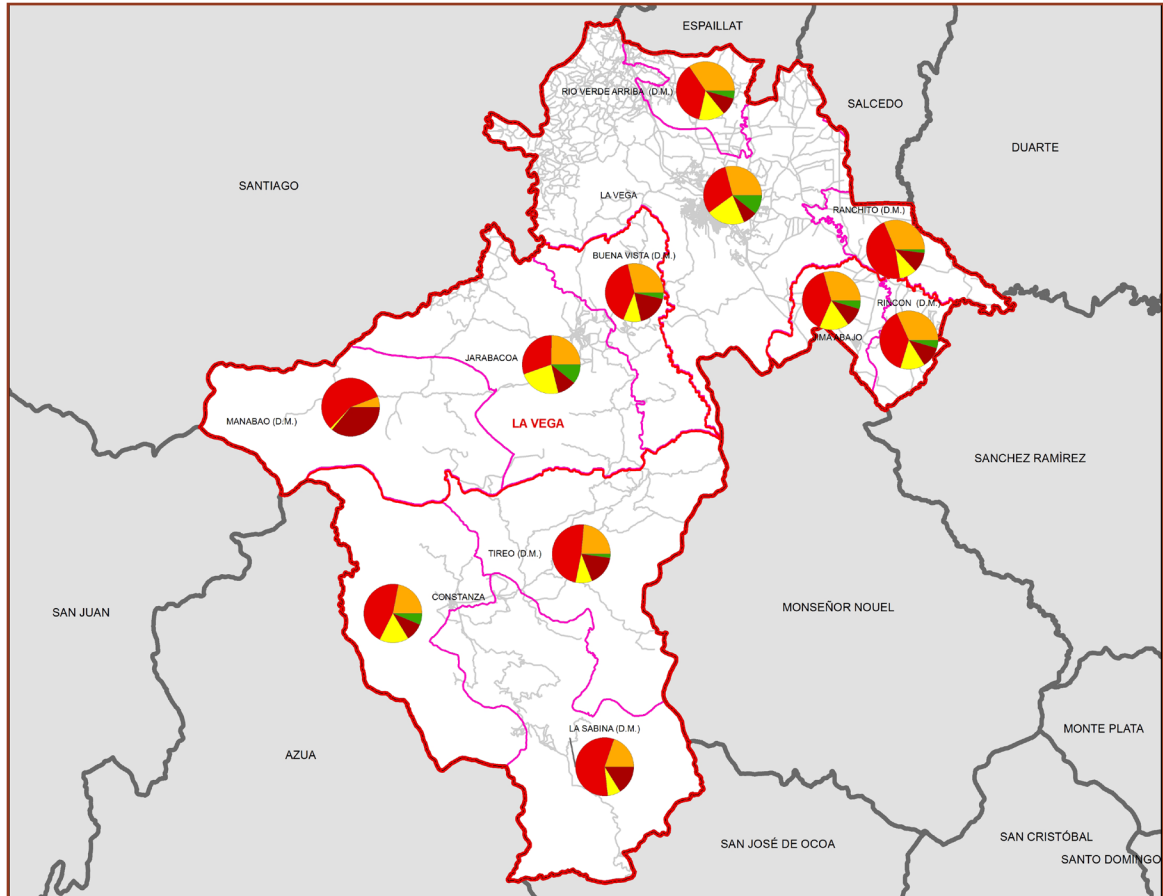 ESPAILLAT
RIO VERDE ARRIBA (D.M.)
SALCEDO
DUARTE
SANTIAGO
LA VEGA
RANCHITO (D.M.)
BUENA VISTA (D.M.)
RINCON (D.M.)
JIMA ABAJO
JARABACOA
MANABAO (D.M.)
LA VEGA
SANCHEZ RAMÍREZ
TIREO (D.M.)
CONSTANZA
SAN JUAN
MONSEÑOR NOUEL
LA SABINA (D.M.)
MONTE PLATA
AZUA
SAN CRISTÓBAL
SAN JOSÉ DE OCOA
SANTO DOMINGO